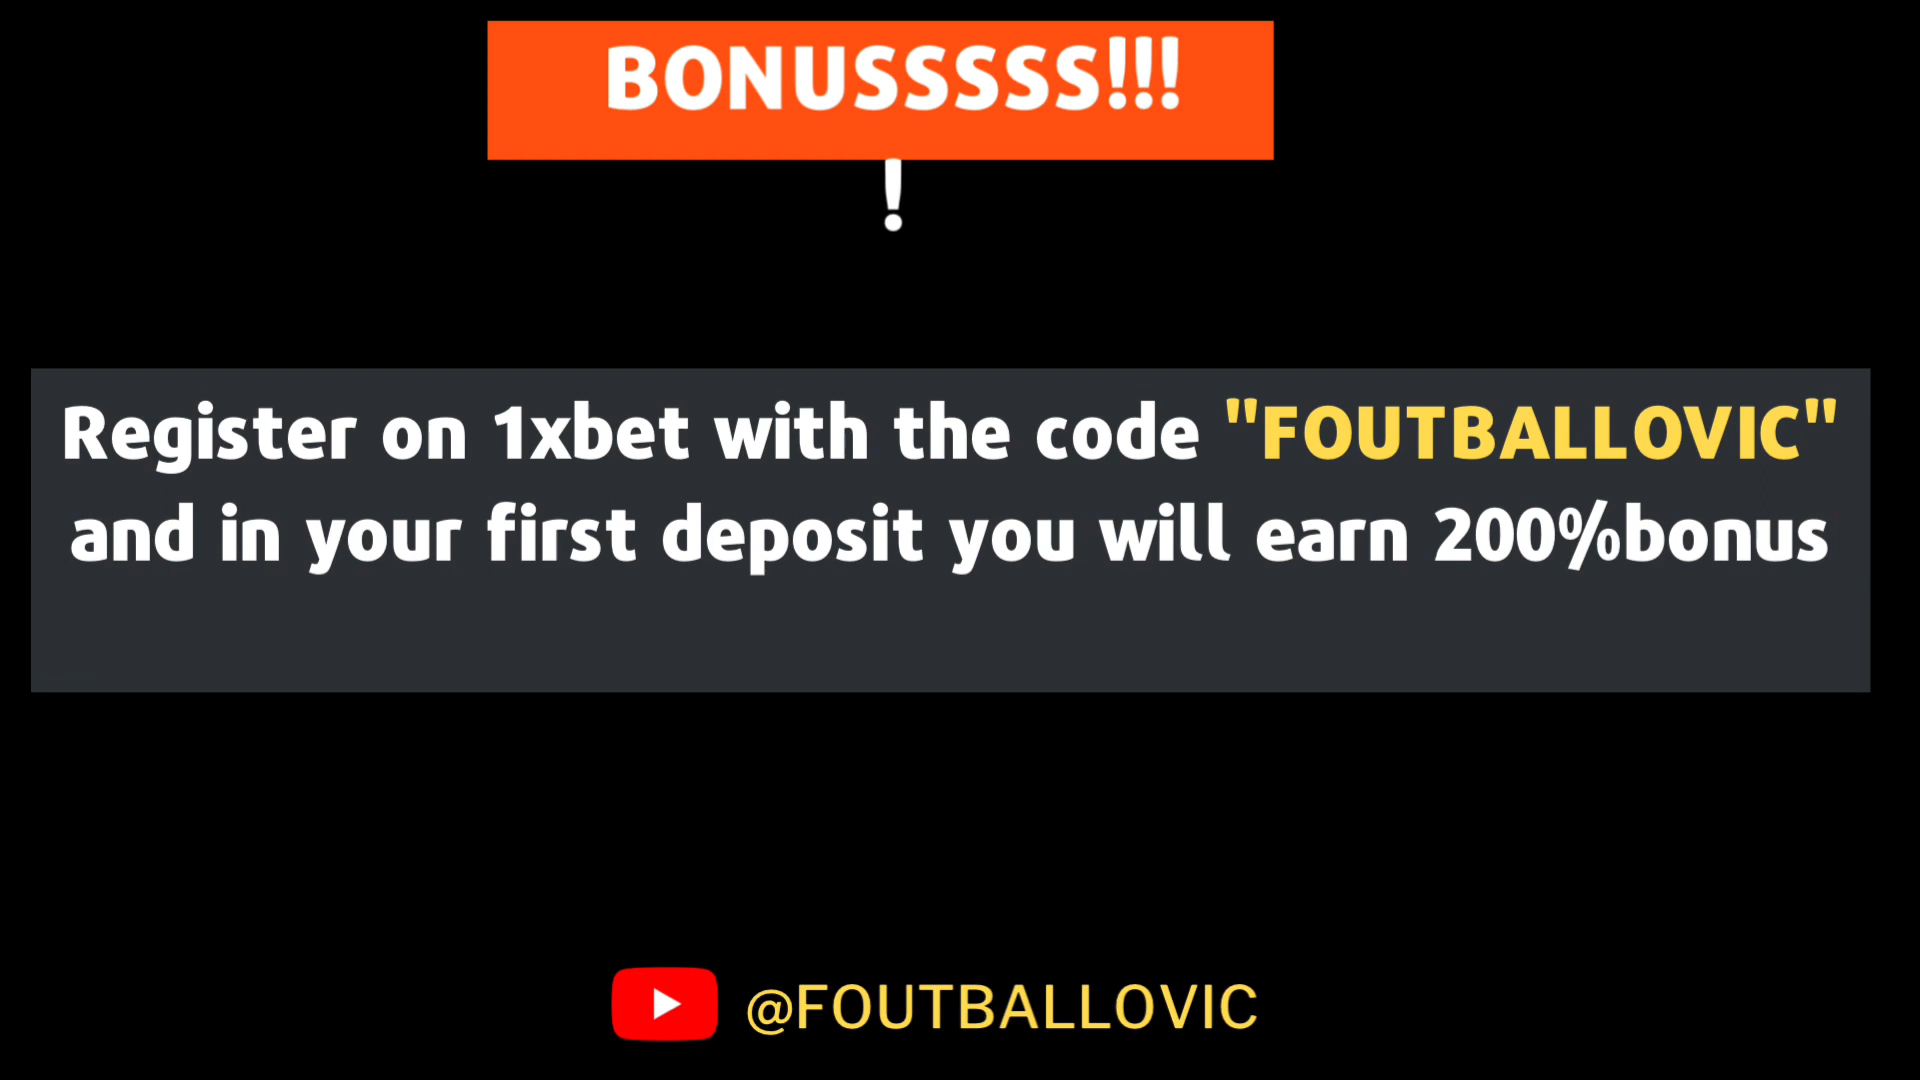 BONUSSSSS!!!
!
Register on 1xbet with the code "FOUTBALLOVIC"
and in your first deposit you will earn 200%bonus
@FOUTBALLOVIC